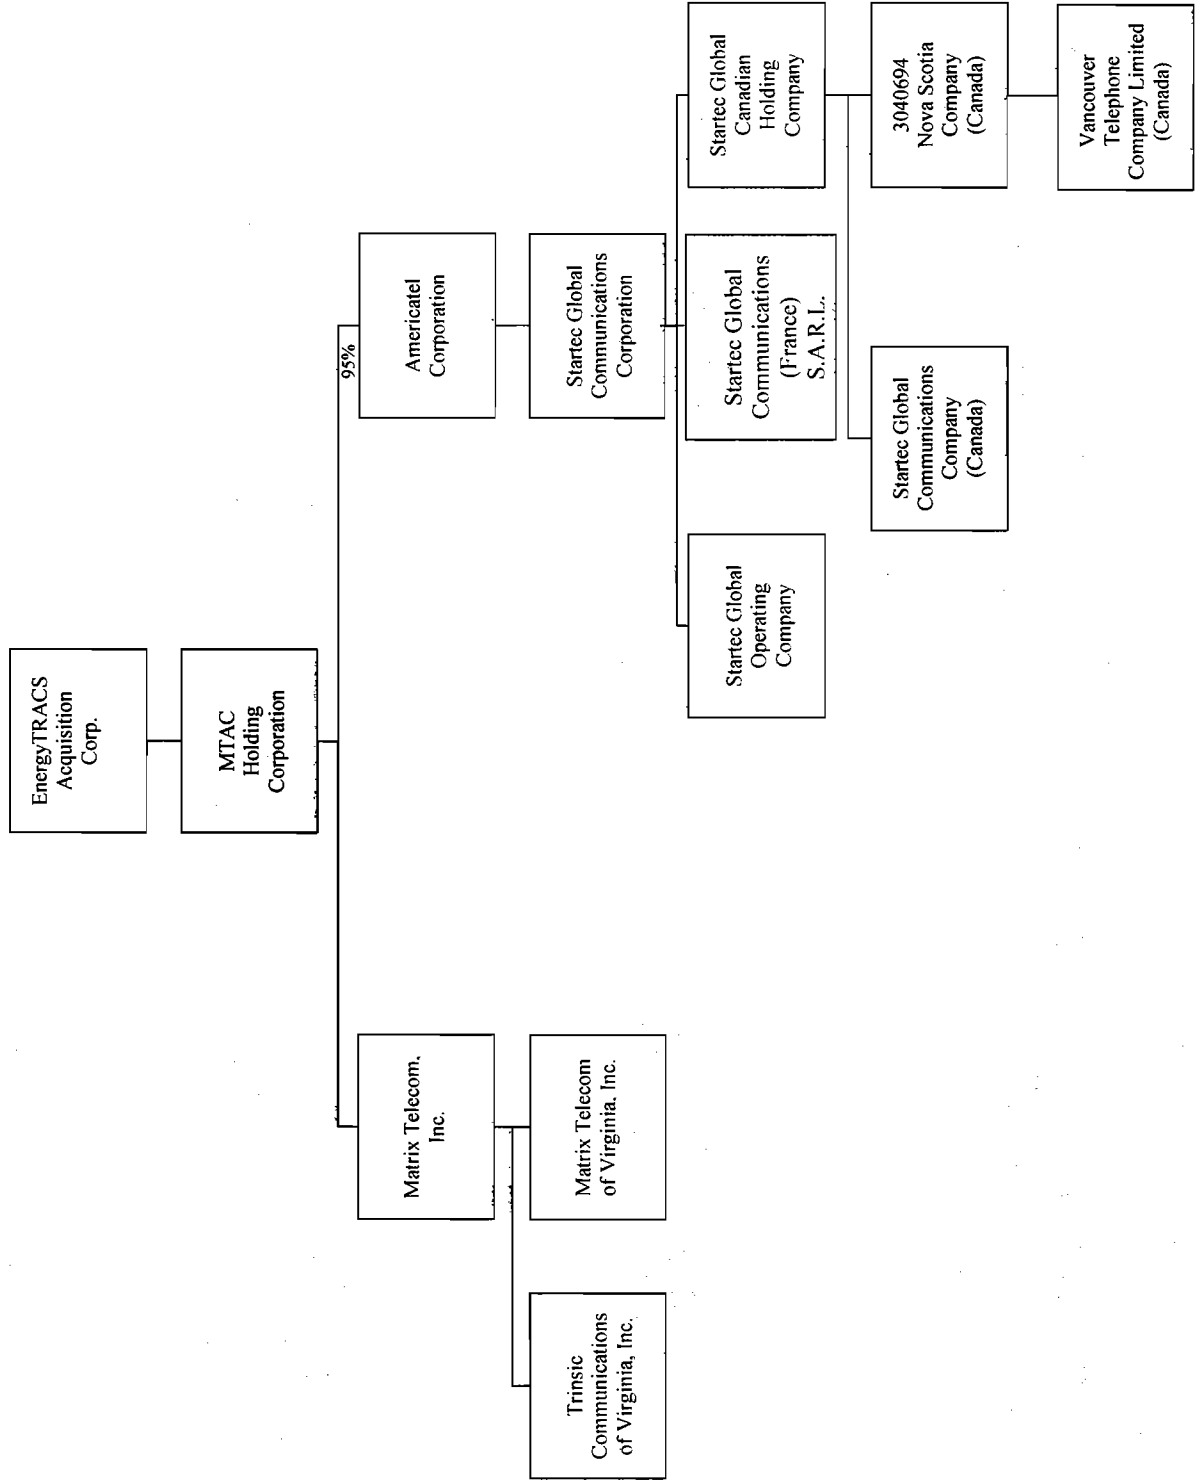 EnergyTRACS
Acquisition
Corp.
MTAC
Holding
Corporation
95%
Matrix Telecom,
Inc.
Americatel
Corporation
Trinsic
Communications
of Virginia, Inc.
Matrix Telecom
of Virginia, Inc.
Startec Global
Communications
Corporation
Startec Global
Operating
Company
Startec Global
Communications
(France)
S.A.R.L.
Startec Global
Canadian
Holding
Company
Startec Global
Communications
Company
(Canada)
3040694
Nova Scotia
Company
(Canada)
Vancouver
Telephone
Company Limited
(Canada)